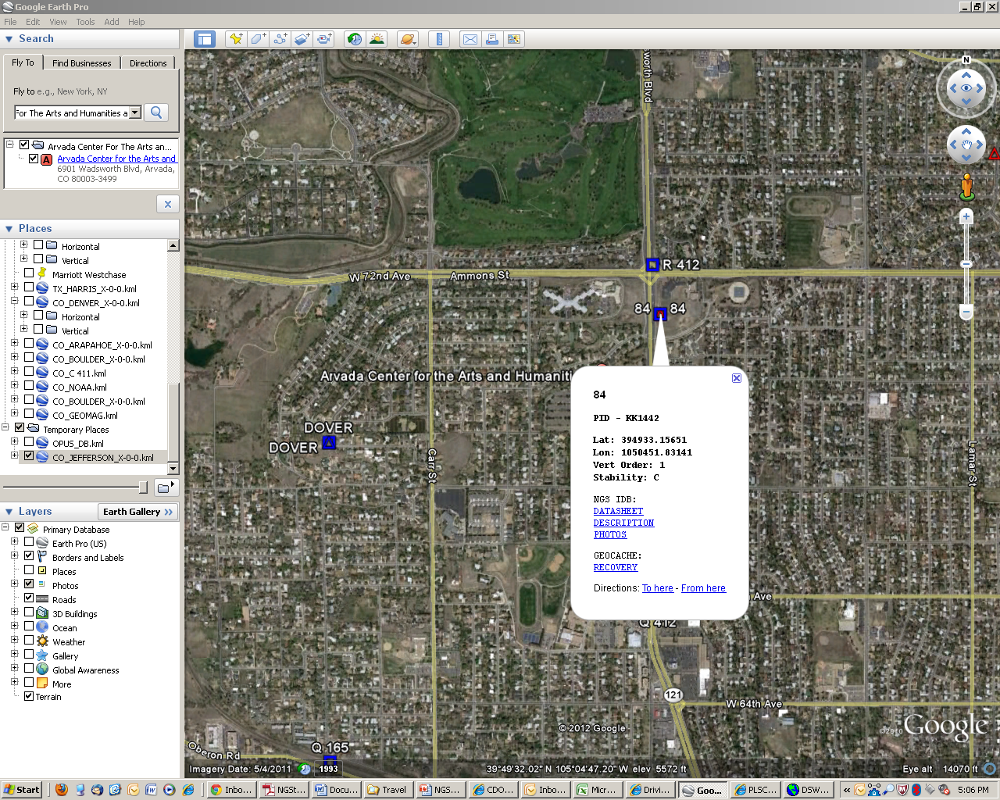 Google Earth Pro
File Edit View Tools Add Help
Search
Fly To Find Businesses Directions
Fly to e.g., New York, NY
For The Arts and Humanities a
Arvada Center For The Arts an...
A Arvada Center for the Arts and
6901 Wadsworth Blvd, Arvada,
CO 80003-3499
Places
Horizontal
Vertical
Marriott Westchase
TX_HARRIS_X-0-0.kml
CO_DENVER_X-0-0.kml
Horizontal
Vertical
CO_ARAPAHOE_X-0-0.kml
CO_BOULDER_X-0-0.kml
CO_C 411.kml
CO_NOAA.kml
CO_BOULDER_X-0-0.kml
CO_GEOMAG.kml
Temporary Places
OPUS_DB.kml
CO_JEFFERSON_X-0-0.kml
Layers
Earth Gallery >>
Primary Database
Earth Pro (US)
Borders and Labels
Places
Photos
Roads
3D Buildings
Ocean
Weather
Gallery
Global Awareness
More
Terrain
worth Blvd
N
R 412
W 72nd Ave
Ammons St
84 84
Arvada Center for the Arts and Humaniti
DOVER
DOVER
Carr St
Lamar St
84
PID - KK1442
Lat: 394933.15651
Lon: 1050451.83141
Vert Order: 1
Stability: C
NGS IDB:
DATASHEET
DESCRIPTION
PHOTOS
GEOCACHE:
RECOVERY
Directions: To here - From here
Ave
Q 412
121
W 64th Ave
© 2012 Google
©2010 Google
Q 165
Oberon Rd
Imagery Date: 5/4/2011 1993
39°49'32.02" N 105°04'47.20" W elev 5572 ft
Eye alt 14070 ft
Start
Inbo...
NGSt...
Docu...
Travel
NGS...
CDO...
Inbo...
Micr...
Drivi...
Goo...
PLSC...
DSW...
«
5:06 PM